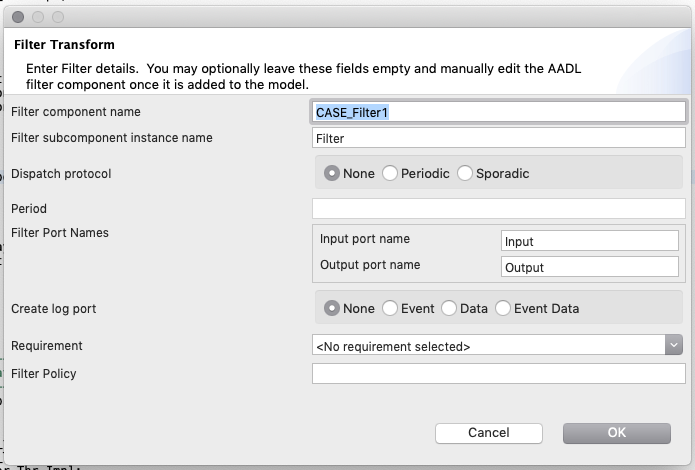 Filter Transform
Enter Filter details.  You may optionally leave these fields empty and manually edit the AADL
filter component once it is added to the model.
Filter component name CASE_Filter1
Filter subcomponent instance name Filter
Dispatch protocol None Periodic Sporadic
Period
Filter Port Names
Input port name Input
Output port name Output
Create log port None Event Data Event Data
Requirement <No requirement selected>
Filter Policy
Cancel OK